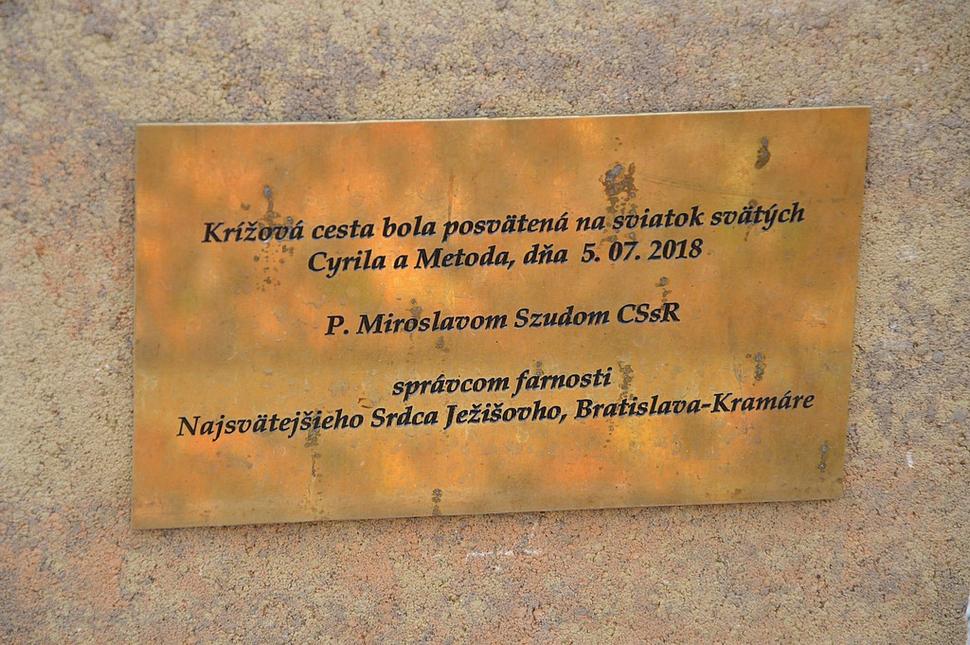 Krížová cesta bola posvätená na sviatok svätých
Cyrila a Metoda, dňa 5. 07. 2018
P. Miroslavom Szudom CSsR
správcom farnosti
Najsvätejšieho Srdca Ježišovho, Bratislava-Kramáre